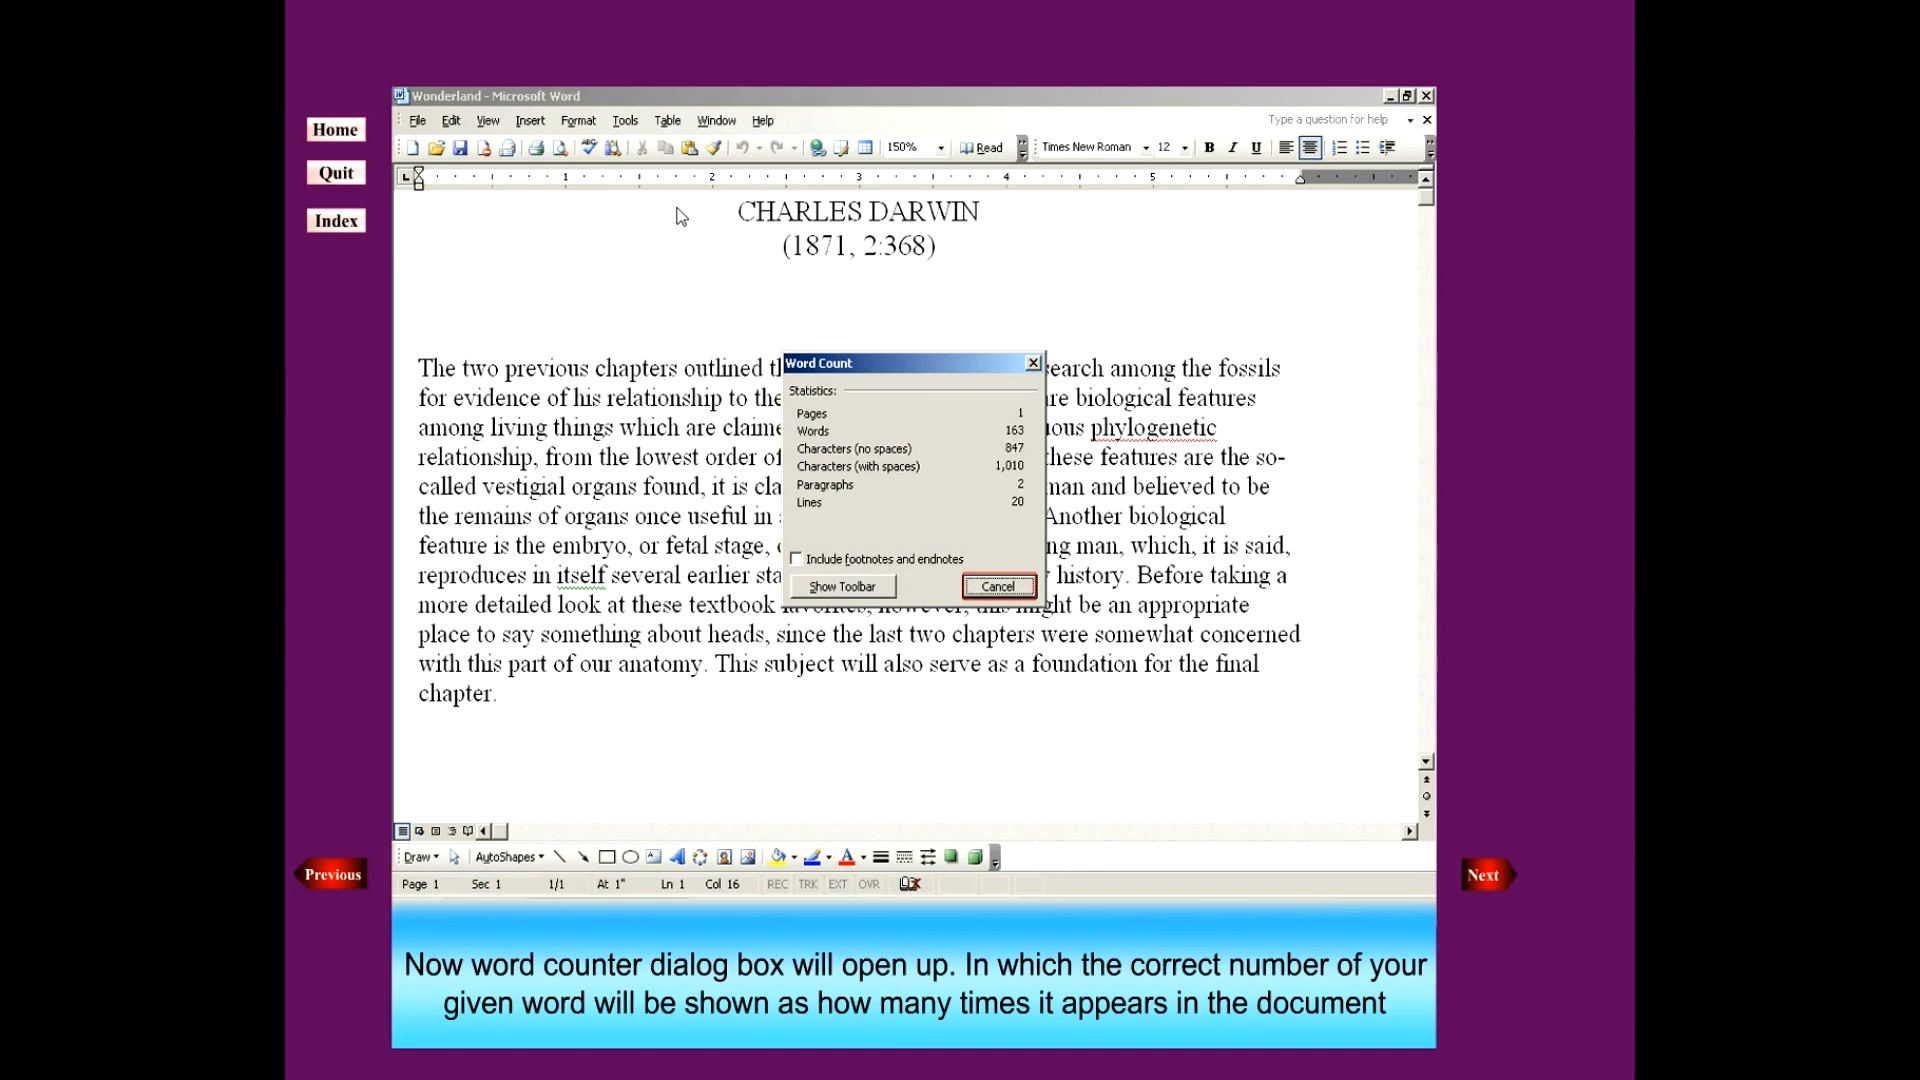 Wonderland - Microsoft Word
File Edit View Insert Format Tools Table Window Help
Type a question for help
150% Read Times New Roman 12 B I U
1 2 3 4 5
Home
Quit
Index
CHARLES DARWIN
(1871, 2:368)
The two previous chapters outlined search among the fossils
for evidence of his relationship to the biological features
among living things which are phylogenetic
relationship, from the lowest order these features are the so-
called vestigial organs found, it is man and believed to be
the remains of organs once useful in Another biological
feature is the embryo, or fetal stage, man, which, it is said,
reproduces in itself several earlier history. Before taking a
more detailed look at these textbook favorites, however, this might be an appropriate
place to say something about heads, since the last two chapters were somewhat concerned
with this part of our anatomy. This subject will also serve as a foundation for the final
chapter.
Word Count
Statistics:
Pages 1
Words 163
Characters (no spaces) 847
Characters (with spaces) 1,010
Paragraphs 2
Lines 20
Include footnotes and endnotes
Show Toolbar Cancel
Draw AutoShapes
Page 1 Sec 1 1/1 At 1" Ln 1 Col 16 REC TRK EXT OVR
Previous
Next
Now word counter dialog box will open up. In which the correct number of your
given word will be shown as how many times it appears in the document